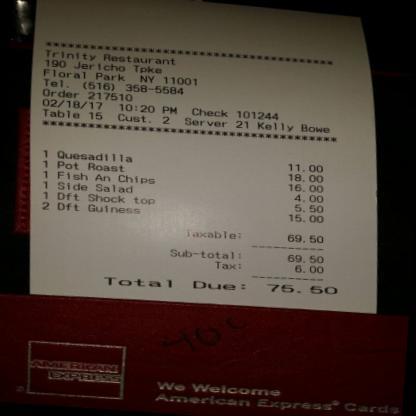 ****************************************
Trinity Restaurant
190 Jericho Tpke
Floral Park NY 11001
Tel. (516) 358-5584
Order 217510
02/18/17 10:20 PM Check 101244
Table 15 Cust. 2 Server 21 Kelly Bowe
****************************************
1 Quesadilla 11.00
1 Pot Roast 18.00
1 Fish An Chips 16.00
1 Side Salad 4.00
1 Dft Shock top 5.50
2 Dft Guiness 15.00
Taxable: 69.50
Sub-total: 69.50
Tax: 6.00
Total Due: 75.50
AMERICAN
EXPRESS
®
We Welcome
American Express® Cards